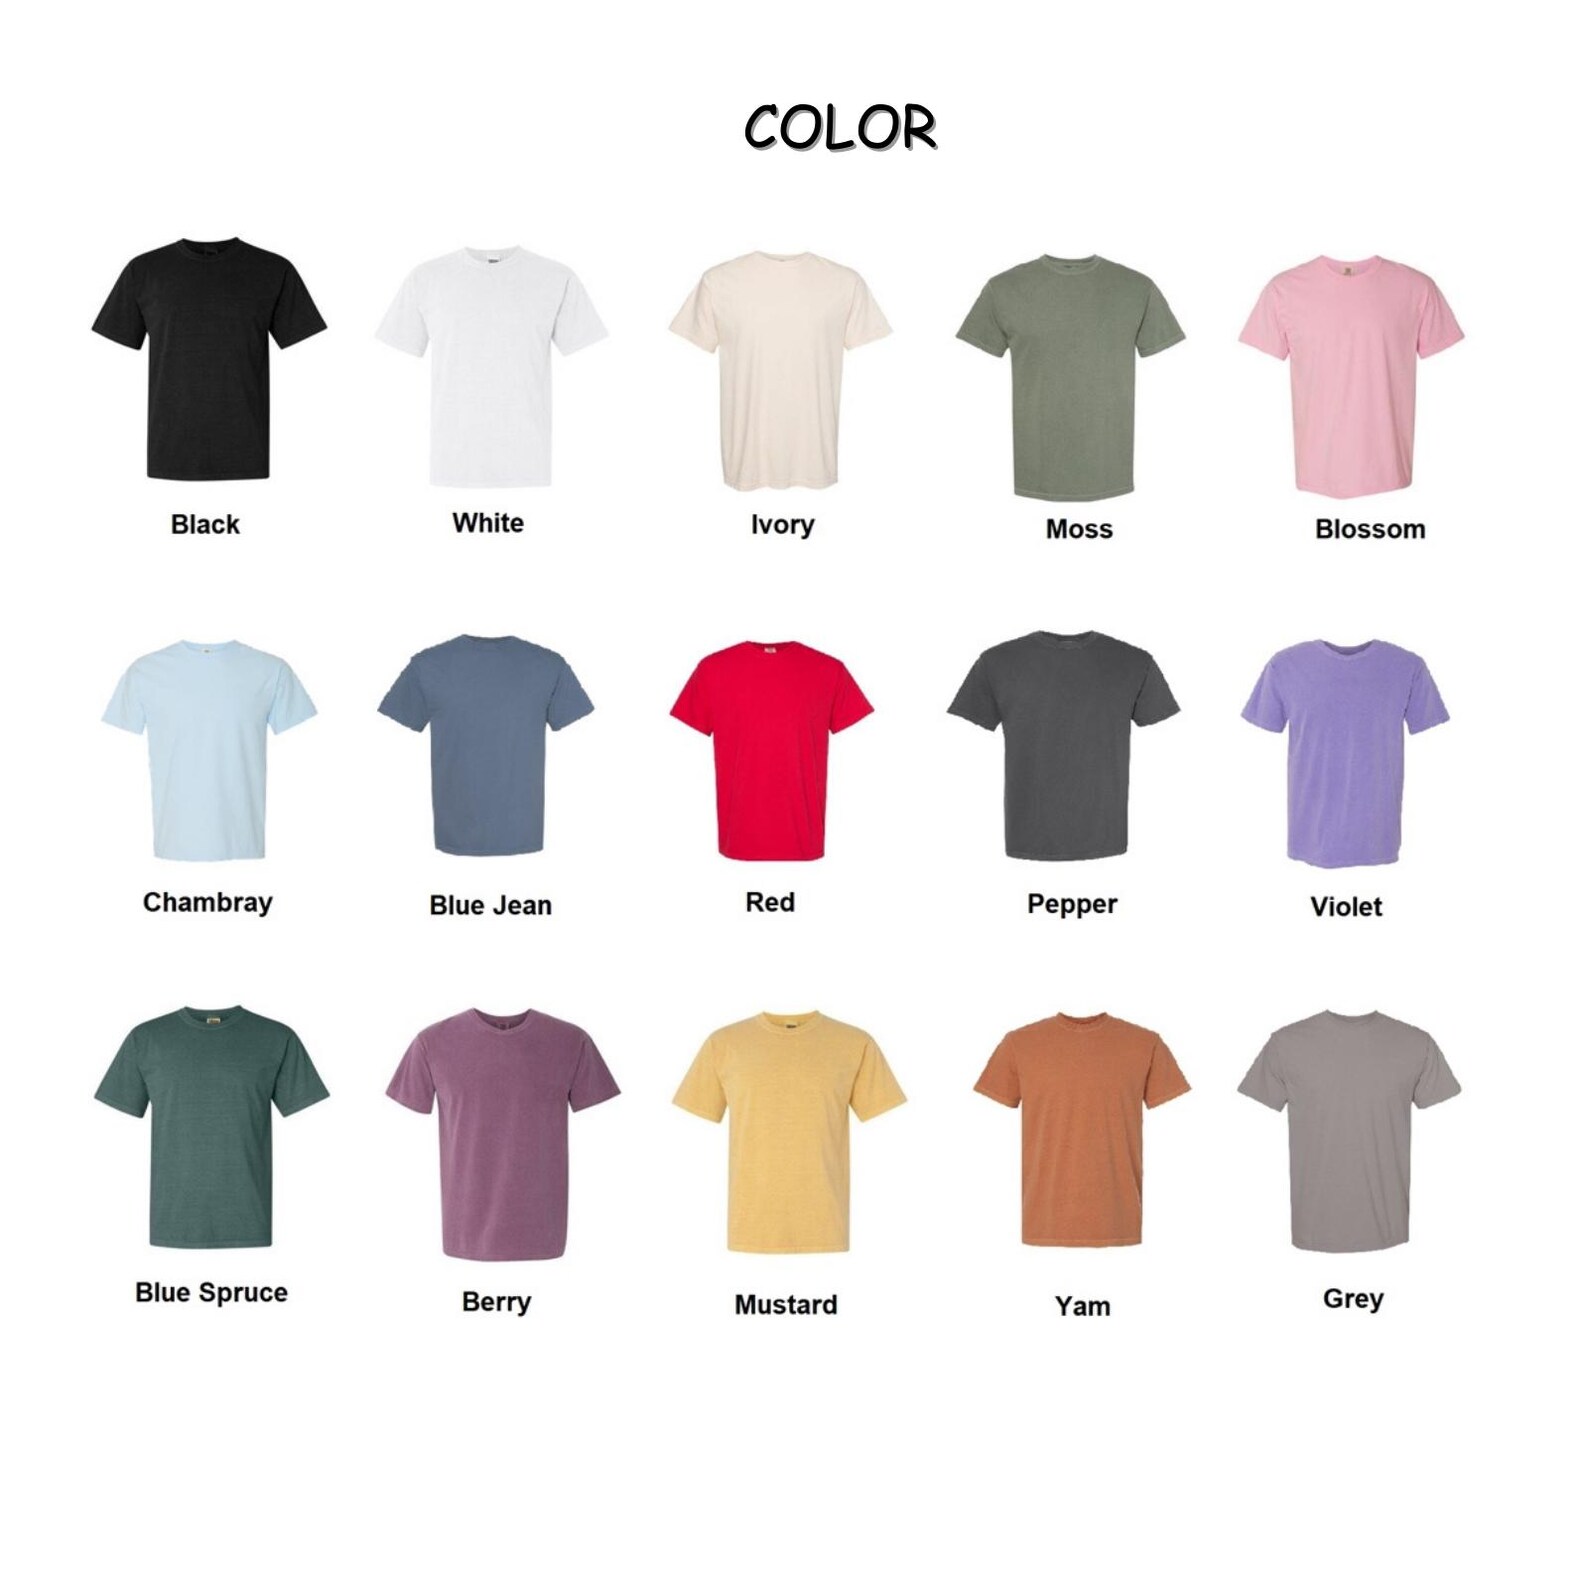 COLOR
Black
White
Ivory
Moss
Blossom
Chambray
Blue Jean
Red
Pepper
Violet
Blue Spruce
Berry
Mustard
Yam
Grey